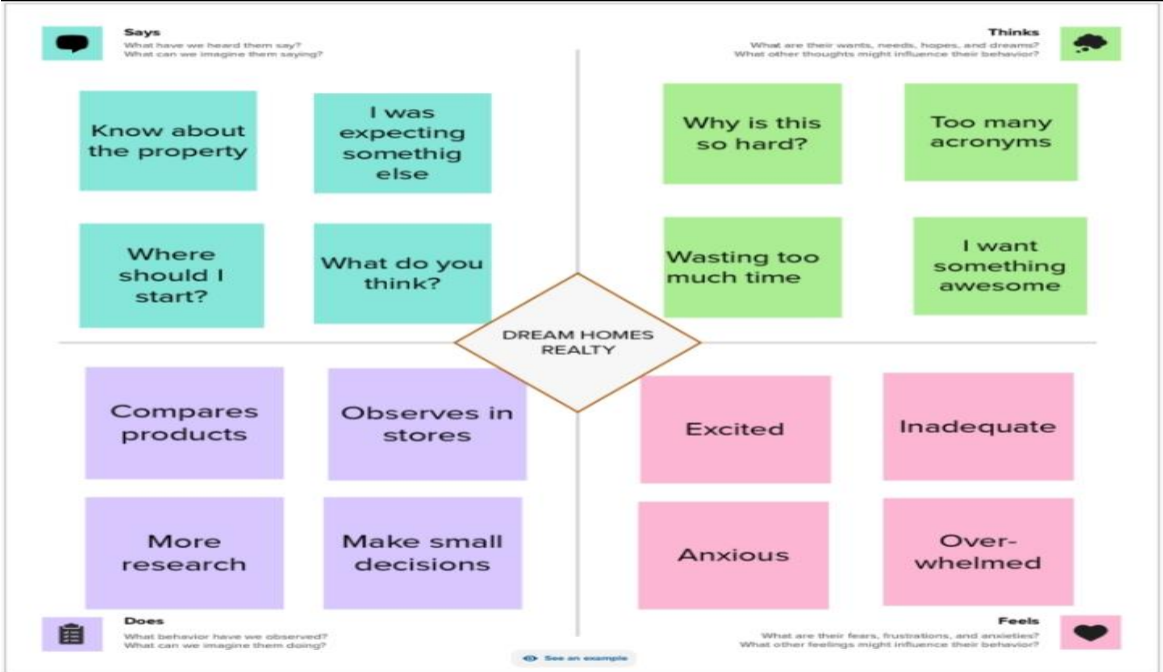 Says
What have we heard them say?
What can we imagine them saying?
Thinks
What are their wants, needs, hopes, and dreams?
What other thoughts might influence their behavior?
Know about
the property
I was
expecting
somethig
else
Why is this
so hard?
Too many
acronyms
Where
should I
start?
What do you
think?
Wasting too
much time
I want
something
awesome
DREAM HOMES
REALTY
Compares
products
Observes in
stores
Excited
Inadequate
More
research
Make small
decisions
Anxious
Over-
whelmed
Does
What behavior have we observed?
What can we imagine them doing?
Feels
What are their fears, frustrations, and anxieties?
What other feelings might influence their behavior?
See an example